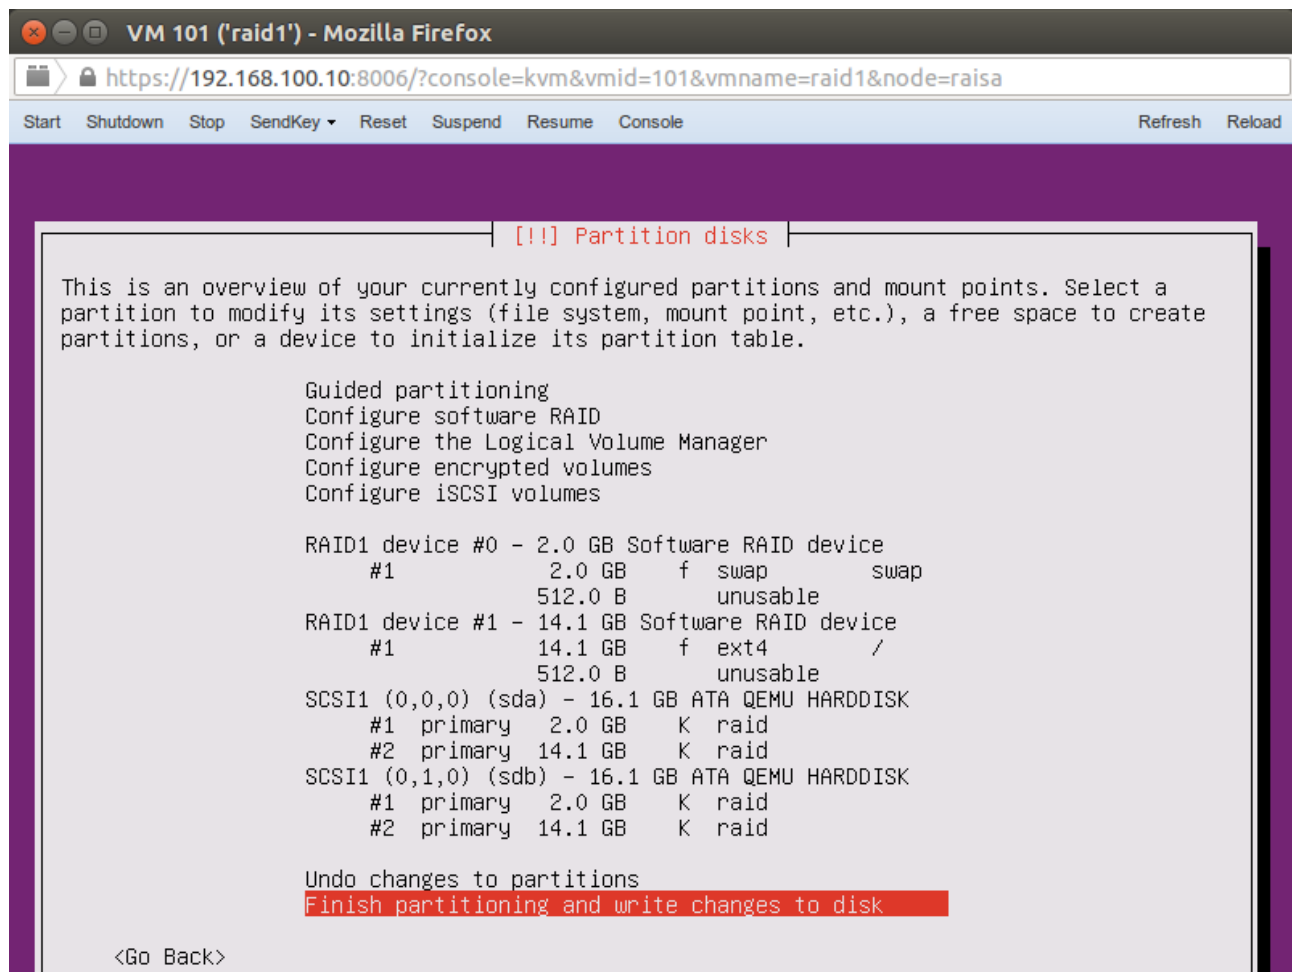 VM 101 ('raid1') - Mozilla Firefox
https://192.168.100.10:8006/?console=kvm&vmid=101&vmname=raid1&node=raisa
Start Shutdown Stop SendKey Reset Suspend Resume Console Refresh Reload
[!!] Partition disks
This is an overview of your currently configured partitions and mount points. Select a
partition to modify its settings (file system, mount point, etc.), a free space to create
partitions, or a device to initialize its partition table.
Guided partitioning
Configure software RAID
Configure the Logical Volume Manager
Configure encrypted volumes
Configure iSCSI volumes
RAID1 device #0 - 2.0 GB Software RAID device
#1 2.0 GB f swap swap
512.0 B unusable
RAID1 device #1 - 14.1 GB Software RAID device
#1 14.1 GB f ext4 /
512.0 B unusable
SCSI1 (0,0,0) (sda) - 16.1 GB ATA QEMU HARDDISK
#1 primary 2.0 GB K raid
#2 primary 14.1 GB K raid
SCSI1 (0,1,0) (sdb) - 16.1 GB ATA QEMU HARDDISK
#1 primary 2.0 GB K raid
#2 primary 14.1 GB K raid
Undo changes to partitions
Finish partitioning and write changes to disk
<Go Back>